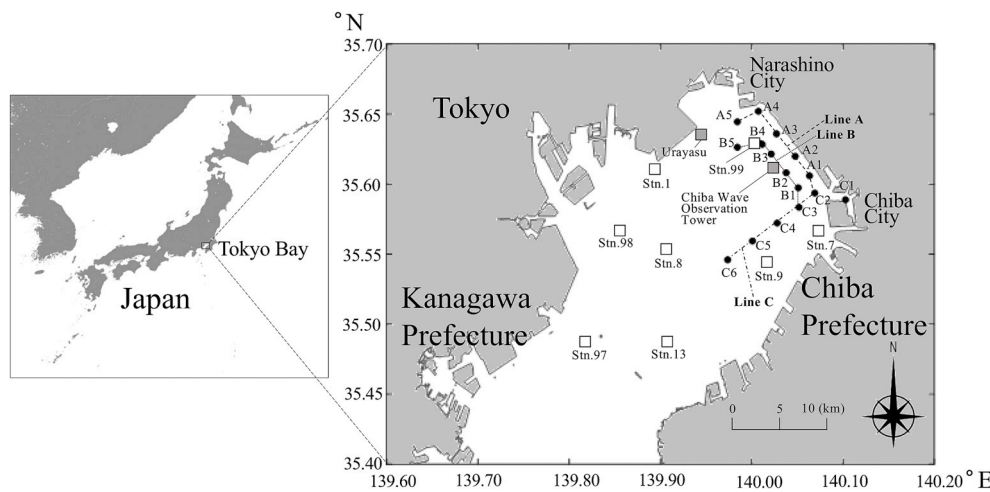 ° N
35.70
35.65
35.60
35.55
35.50
35.45
35.40
139.60
139.70
139.80
139.90
140.00
140.10
140.20
° E
Tokyo Bay
Japan
Tokyo
Narashino
City
A5
A4
A3
Line A
Line B
B4
B5
B3
A2
A1
Urayasu
Stn.99
Stn.1
B2
B1
C1
C2
C3
Chiba
City
Chiba Wave
Observation
Tower
C4
C5
C6
Stn.98
Stn.8
Stn.7
Stn.9
Line C
Kanagawa
Prefecture
Chiba
Prefecture
Stn.97
Stn.13
0 5 10 (km)
N